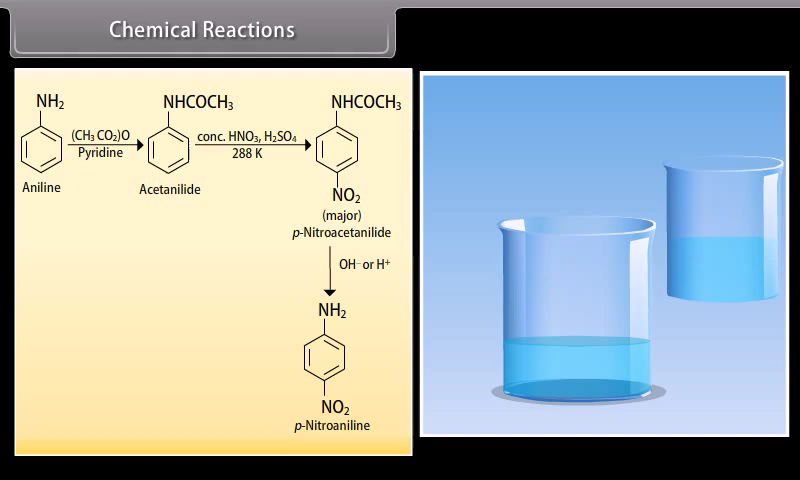 Chemical Reactions
NH₂
(CH₃ CO₂)O
Pyridine
Aniline
NHCOCH₃
conc. HNO₃, H₂SO₄
288 K
Acetanilide
NHCOCH₃
NO₂
(major)
p-Nitroacetanilide
OH⁻ or H⁺
NH₂
NO₂
p-Nitroaniline